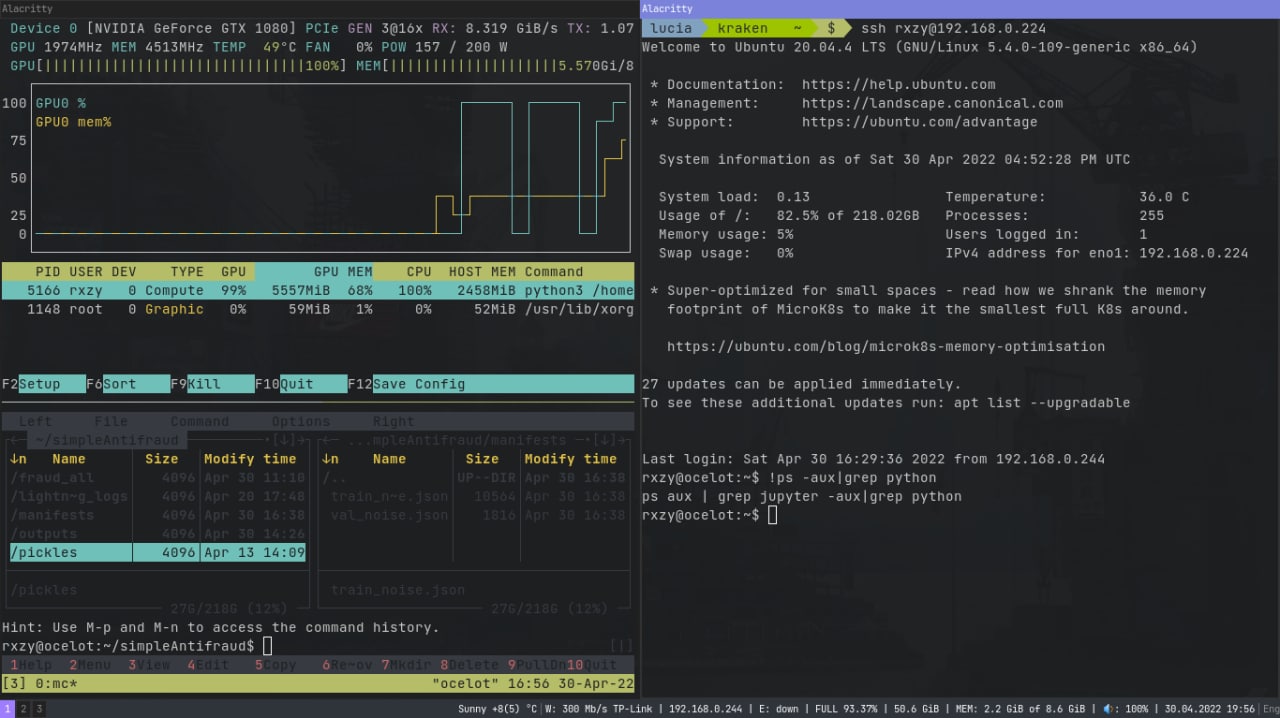 Alacritty
Device 0 [NVIDIA GeForce GTX 1080] PCIe GEN 3@16x RX: 8.319 GiB/s TX: 1.07
GPU 1974MHz MEM 4513MHz TEMP 49°C FAN 0% POW 157 / 200 W
GPU[|||||||||||||||||||||||||||||||100%] MEM[||||||||||||||||||||5.570Gi/8
100
75
50
25
0
GPU0 %
GPU0 mem%
PID USER DEV TYPE GPU GPU MEM CPU HOST MEM Command
5166 rxzy 0 Compute 99% 5557MiB 68% 100% 2458MiB python3 /home
1148 root 0 Graphic 0% 59MiB 1% 0% 52MiB /usr/lib/xorg
F2Setup F6Sort F9Kill F10Quit F12Save Config
Left File Command Options Right
~/simpleAntifraud [↓]
↓n Name Size Modify time
/fraud_all 4096 Apr 30 11:10
/lightn~g_logs 4096 Apr 20 17:48
/manifests 4096 Apr 30 16:38
/outputs 4096 Apr 30 14:26
/pickles 4096 Apr 13 14:09
/pickles
27G/218G (12%)
...mpleAntifraud/manifests [↓]
↓n Name Size Modify time
/.. UP--DIR Apr 30 16:38
train_n~e.json 10564 Apr 30 16:38
val_noise.json 1816 Apr 30 16:38
train_noise.json
27G/218G (12%)
Hint: Use M-p and M-n to access the command history.
rxzy@ocelot:~/simpleAntifraud$ [|]
1Help 2Menu 3View 4Edit 5Copy 6Re~ov 7Mkdir 8Delete 9PullDn10Quit
[3] 0:mc* "ocelot" 16:56 30-Apr-22
Alacritty
lucia kraken ~ $ ssh rxzy@192.168.0.224
Welcome to Ubuntu 20.04.4 LTS (GNU/Linux 5.4.0-109-generic x86_64)
* Documentation: https://help.ubuntu.com
* Management: https://landscape.canonical.com
* Support: https://ubuntu.com/advantage
System information as of Sat 30 Apr 2022 04:52:28 PM UTC
System load: 0.13 Temperature: 36.0 C
Usage of /: 82.5% of 218.02GB Processes: 255
Memory usage: 5% Users logged in: 1
Swap usage: 0% IPv4 address for eno1: 192.168.0.224
* Super-optimized for small spaces - read how we shrank the memory
footprint of MicroK8s to make it the smallest full K8s around.
https://ubuntu.com/blog/microk8s-memory-optimisation
27 updates can be applied immediately.
To see these additional updates run: apt list --upgradable
Last login: Sat Apr 30 16:29:36 2022 from 192.168.0.244
rxzy@ocelot:~$ !ps -aux|grep python
ps aux | grep jupyter -aux|grep python
rxzy@ocelot:~$
1 2 3 Sunny +8(5) °C | W: 300 Mb/s TP-Link | 192.168.0.244 | E: down | FULL 93.37% | 50.6 GiB | MEM: 2.2 GiB of 8.6 GiB | 🔊: 100% | 30.04.2022 19:56 | Eng